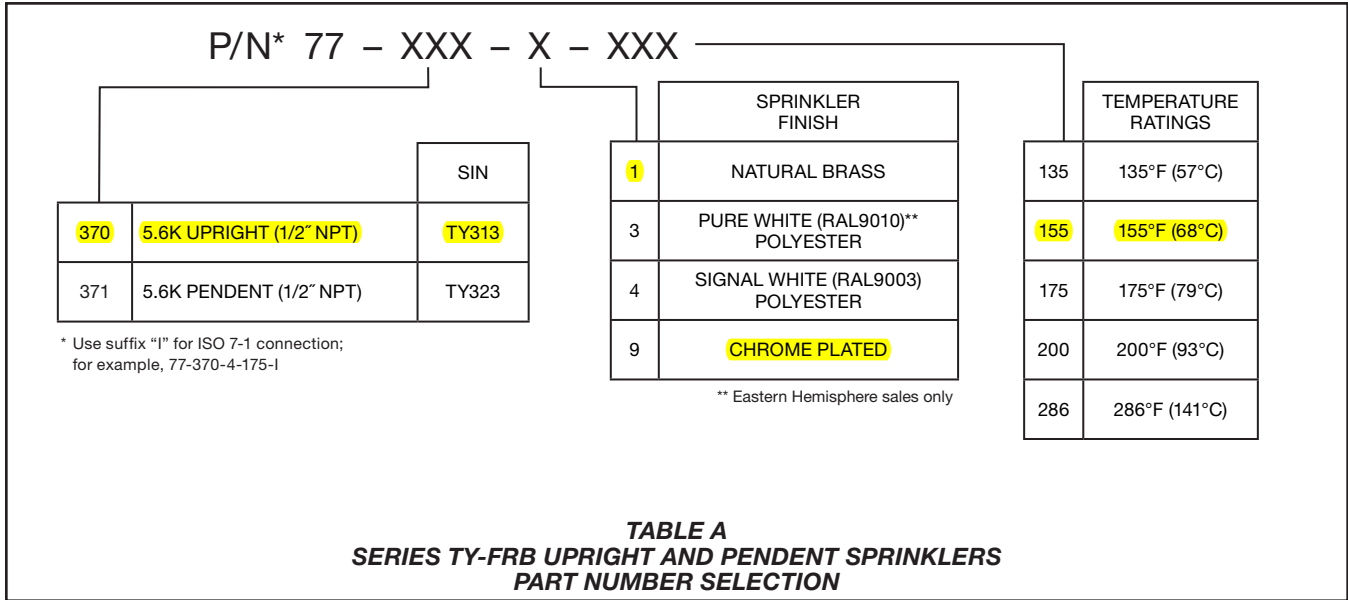 P/N* 77 – XXX – X – XXX
SIN
370 5.6K UPRIGHT (1/2˝ NPT) TY313
371 5.6K PENDENT (1/2˝ NPT) TY323
* Use suffix “I” for ISO 7-1 connection;
for example, 77-370-4-175-I
SPRINKLER
FINISH
1 NATURAL BRASS
3 PURE WHITE (RAL9010)**
POLYESTER
4 SIGNAL WHITE (RAL9003)
POLYESTER
9 CHROME PLATED
** Eastern Hemisphere sales only
TEMPERATURE
RATINGS
135 135°F (57°C)
155 155°F (68°C)
175 175°F (79°C)
200 200°F (93°C)
286 286°F (141°C)
TABLE A
SERIES TY-FRB UPRIGHT AND PENDENT SPRINKLERS
PART NUMBER SELECTION